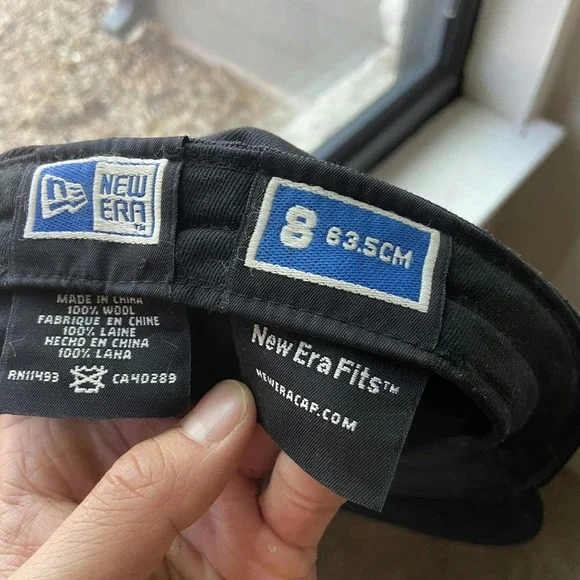 NEW ERA™
8 63.5CM
MADE IN CHINA
100% WOOL
FABRIQUE EN CHINE
100% LAINE
HECHO EN CHINA
100% LANA
RN11493 CA40289
New Era Fits™
NEWERACAP.COM